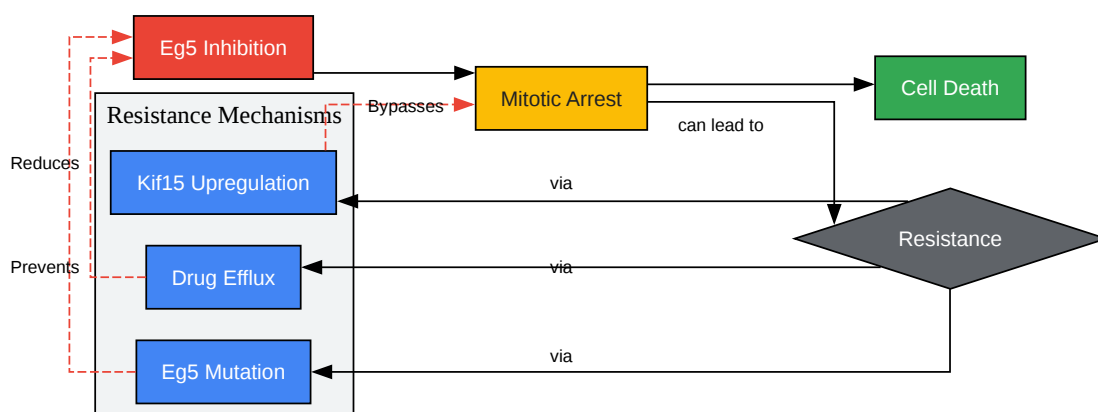 Eg5 Inhibition
Mitotic Arrest
Cell Death
Resistance Mechanisms
Bypasses
can lead to
Reduces
Kif15 Upregulation
via
Resistance
Prevents
Drug Efflux
via
Eg5 Mutation
via